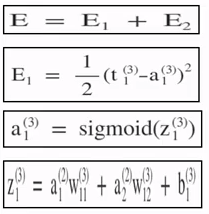 E = E₁ + E₂
E₁ = 1/2 (t₁⁽³⁾-a₁⁽³⁾)²
a₁⁽³⁾ = sigmoid(z₁⁽³⁾)
z₁⁽³⁾ = a₁⁽²⁾w₁₁⁽³⁾ + a₂⁽²⁾w₁₂⁽³⁾ + b₁⁽³⁾